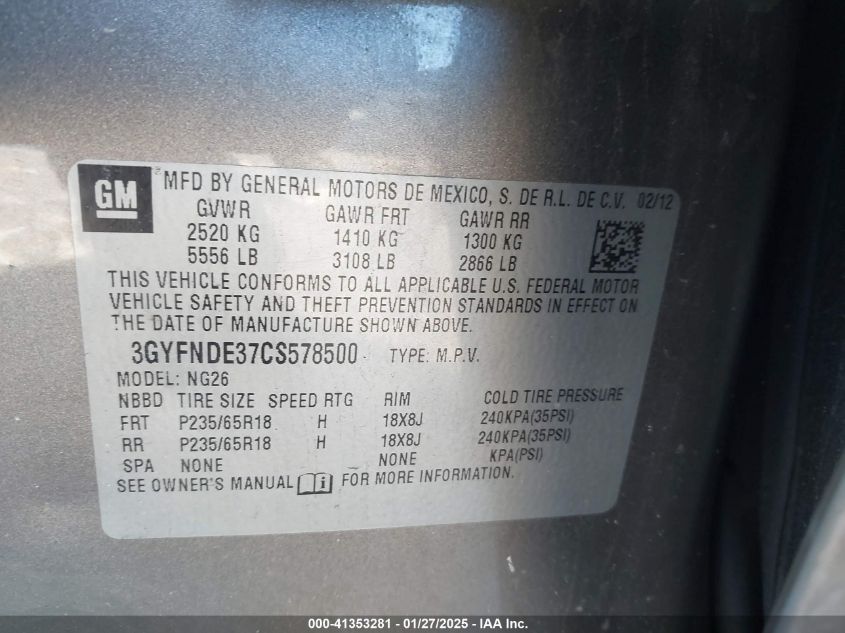 GM
MFD BY GENERAL MOTORS DE MEXICO, S. DE R.L. DE C.V. 02/12
GVWR GAWR FRT GAWR RR
2520 KG 1410 KG 1300 KG
5556 LB 3108 LB 2866 LB
THIS VEHICLE CONFORMS TO ALL APPLICABLE U.S. FEDERAL MOTOR
VEHICLE SAFETY AND THEFT PREVENTION STANDARDS IN EFFECT ON
THE DATE OF MANUFACTURE SHOWN ABOVE.
3GYFNDE37CS578500 TYPE: M.P.V.
MODEL: NG26
NBBD TIRE SIZE SPEED RTG RIM COLD TIRE PRESSURE
FRT P235/65R18 H 18X8J 240KPA(35PSI)
RR P235/65R18 H 18X8J 240KPA(35PSI)
SPA NONE NONE KPA(PSI)
SEE OWNER'S MANUAL i FOR MORE INFORMATION.
000-41353281 - 01/27/2025 - IAA Inc.